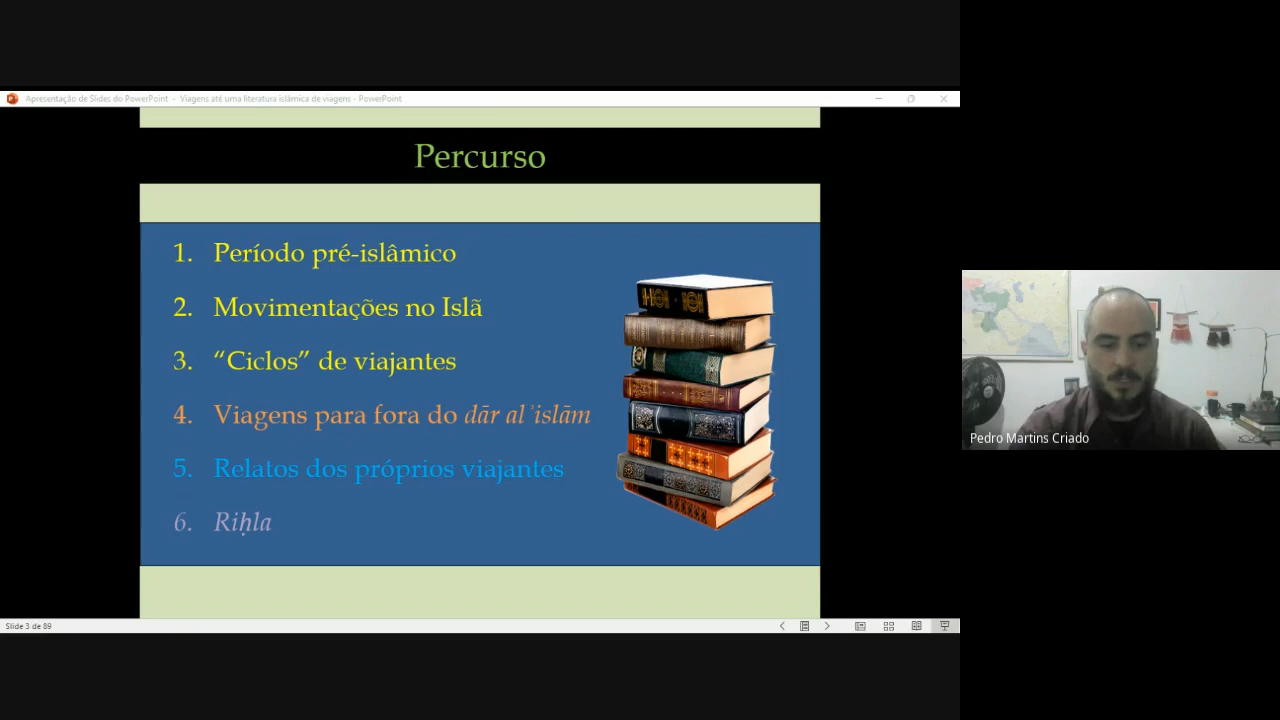 Apresentação de Slides do PowerPoint - Viagens até uma literatura islâmica de viagens - PowerPoint
Percurso
1. Período pré-islâmico
2. Movimentações no Islã
3. “Ciclos” de viajantes
4. Viagens para fora do dār alʾislām
5. Relatos dos próprios viajantes
6. Riḥla
Pedro Martins Criado
Slide 3 de 89